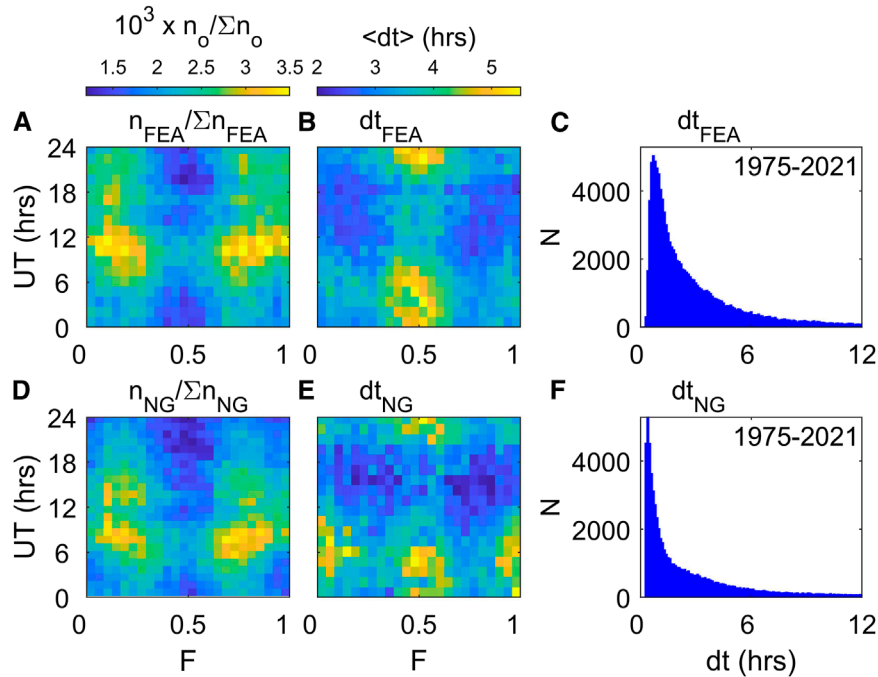 10³ x nₒ/Σnₒ <dt> (hrs)
1.5 2 2.5 3 3.5 2 3 4 5
A n_FEA/Σn_FEA B dt_FEA C dt_FEA
24
18
12
6
0
UT (hrs)
0 0.5 1
0 0.5 1
1975-2021
4000
2000
0
N
6 12
D n_NG/Σn_NG E dt_NG F dt_NG
24
18
12
6
0
UT (hrs)
0 0.5 1
F
0 0.5 1
F
1975-2021
4000
2000
0
N
0 6 12
dt (hrs)